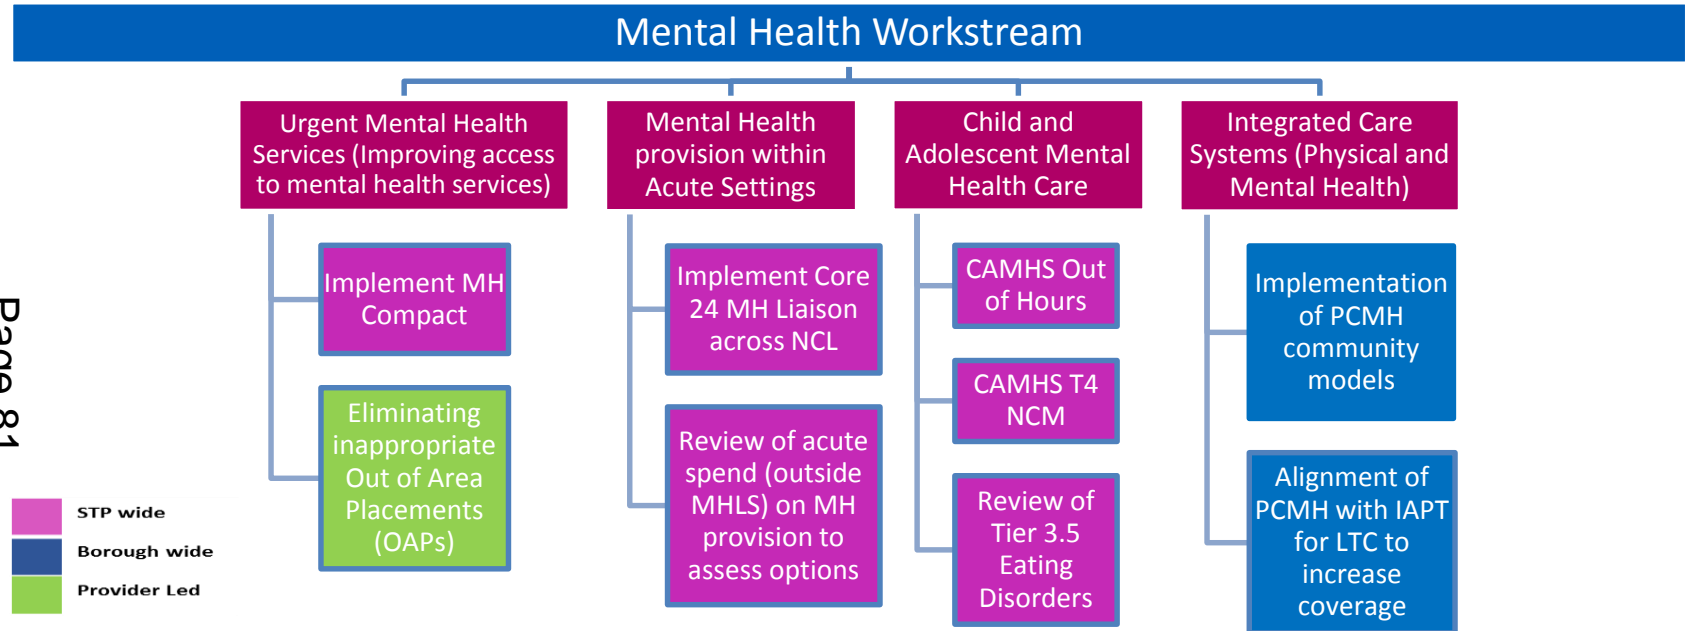 Mental Health Workstream
Urgent Mental Health
Services (Improving access
to mental health services)
Mental Health
provision within
Acute Settings
Child and
Adolescent Mental
Health Care
Integrated Care
Systems (Physical and
Mental Health)
Implement MH
Compact
Eliminating
inappropriate
Out of Area
Placements
(OAPs)
Implement Core
24 MH Liaison
across NCL
Review of acute
spend (outside
MHLS) on MH
provision to
assess options
CAMHS Out
of Hours
CAMHS T4
NCM
Review of
Tier 3.5
Eating
Disorders
Implementation
of PCMH
community
models
Alignment of
PCMH with IAPT
for LTC to
increase
coverage
Page 81
STP wide
Borough wide
Provider Led